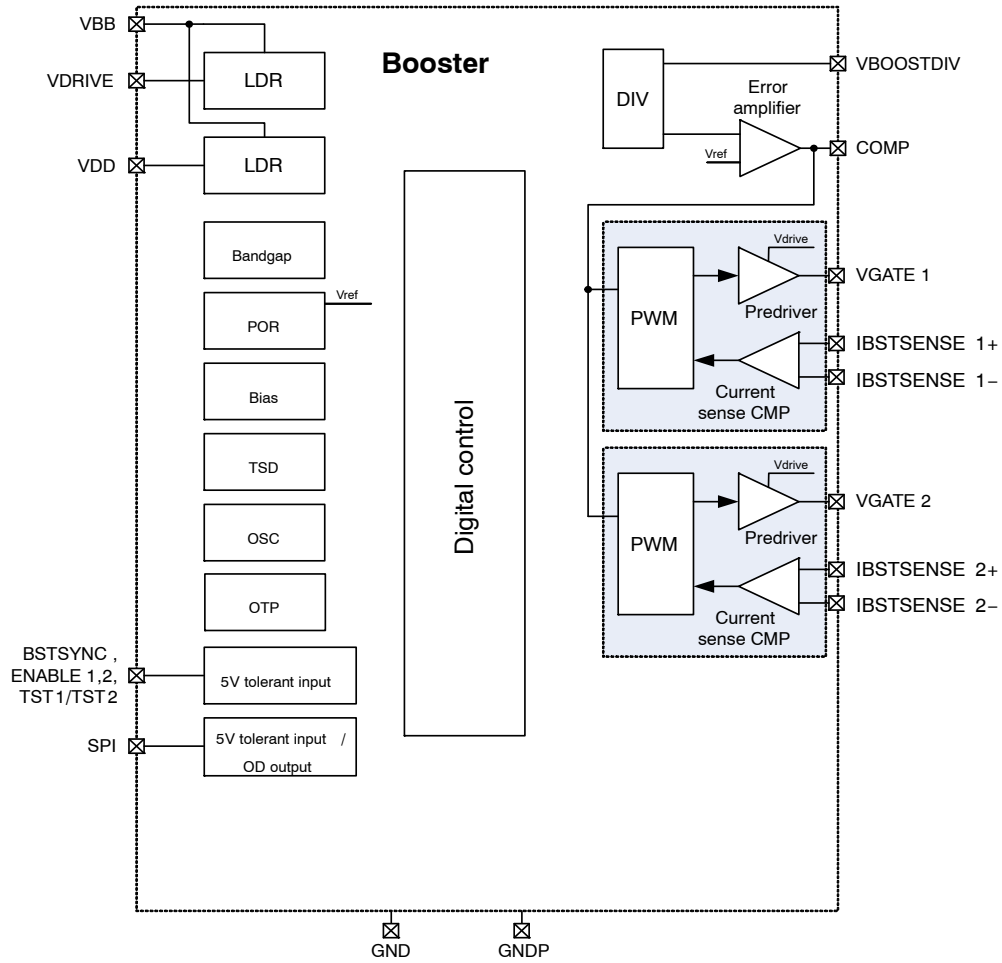 VBB
VDRIVE
VDD
LDR
LDR
Booster
Bandgap
POR
Vref
Bias
TSD
OSC
OTP
BSTSYNC ,
ENABLE 1,2,
TST1/TST2
5V tolerant input
SPI
5V tolerant input /
OD output
Digital control
DIV
Error
amplifier
Vref
VBOOSTDIV
COMP
PWM
Vdrive
Predriver
Current
sense CMP
VGATE 1
IBSTSENSE 1+
IBSTSENSE 1−
PWM
Vdrive
Predriver
Current
sense CMP
VGATE 2
IBSTSENSE 2+
IBSTSENSE 2−
GND
GNDP